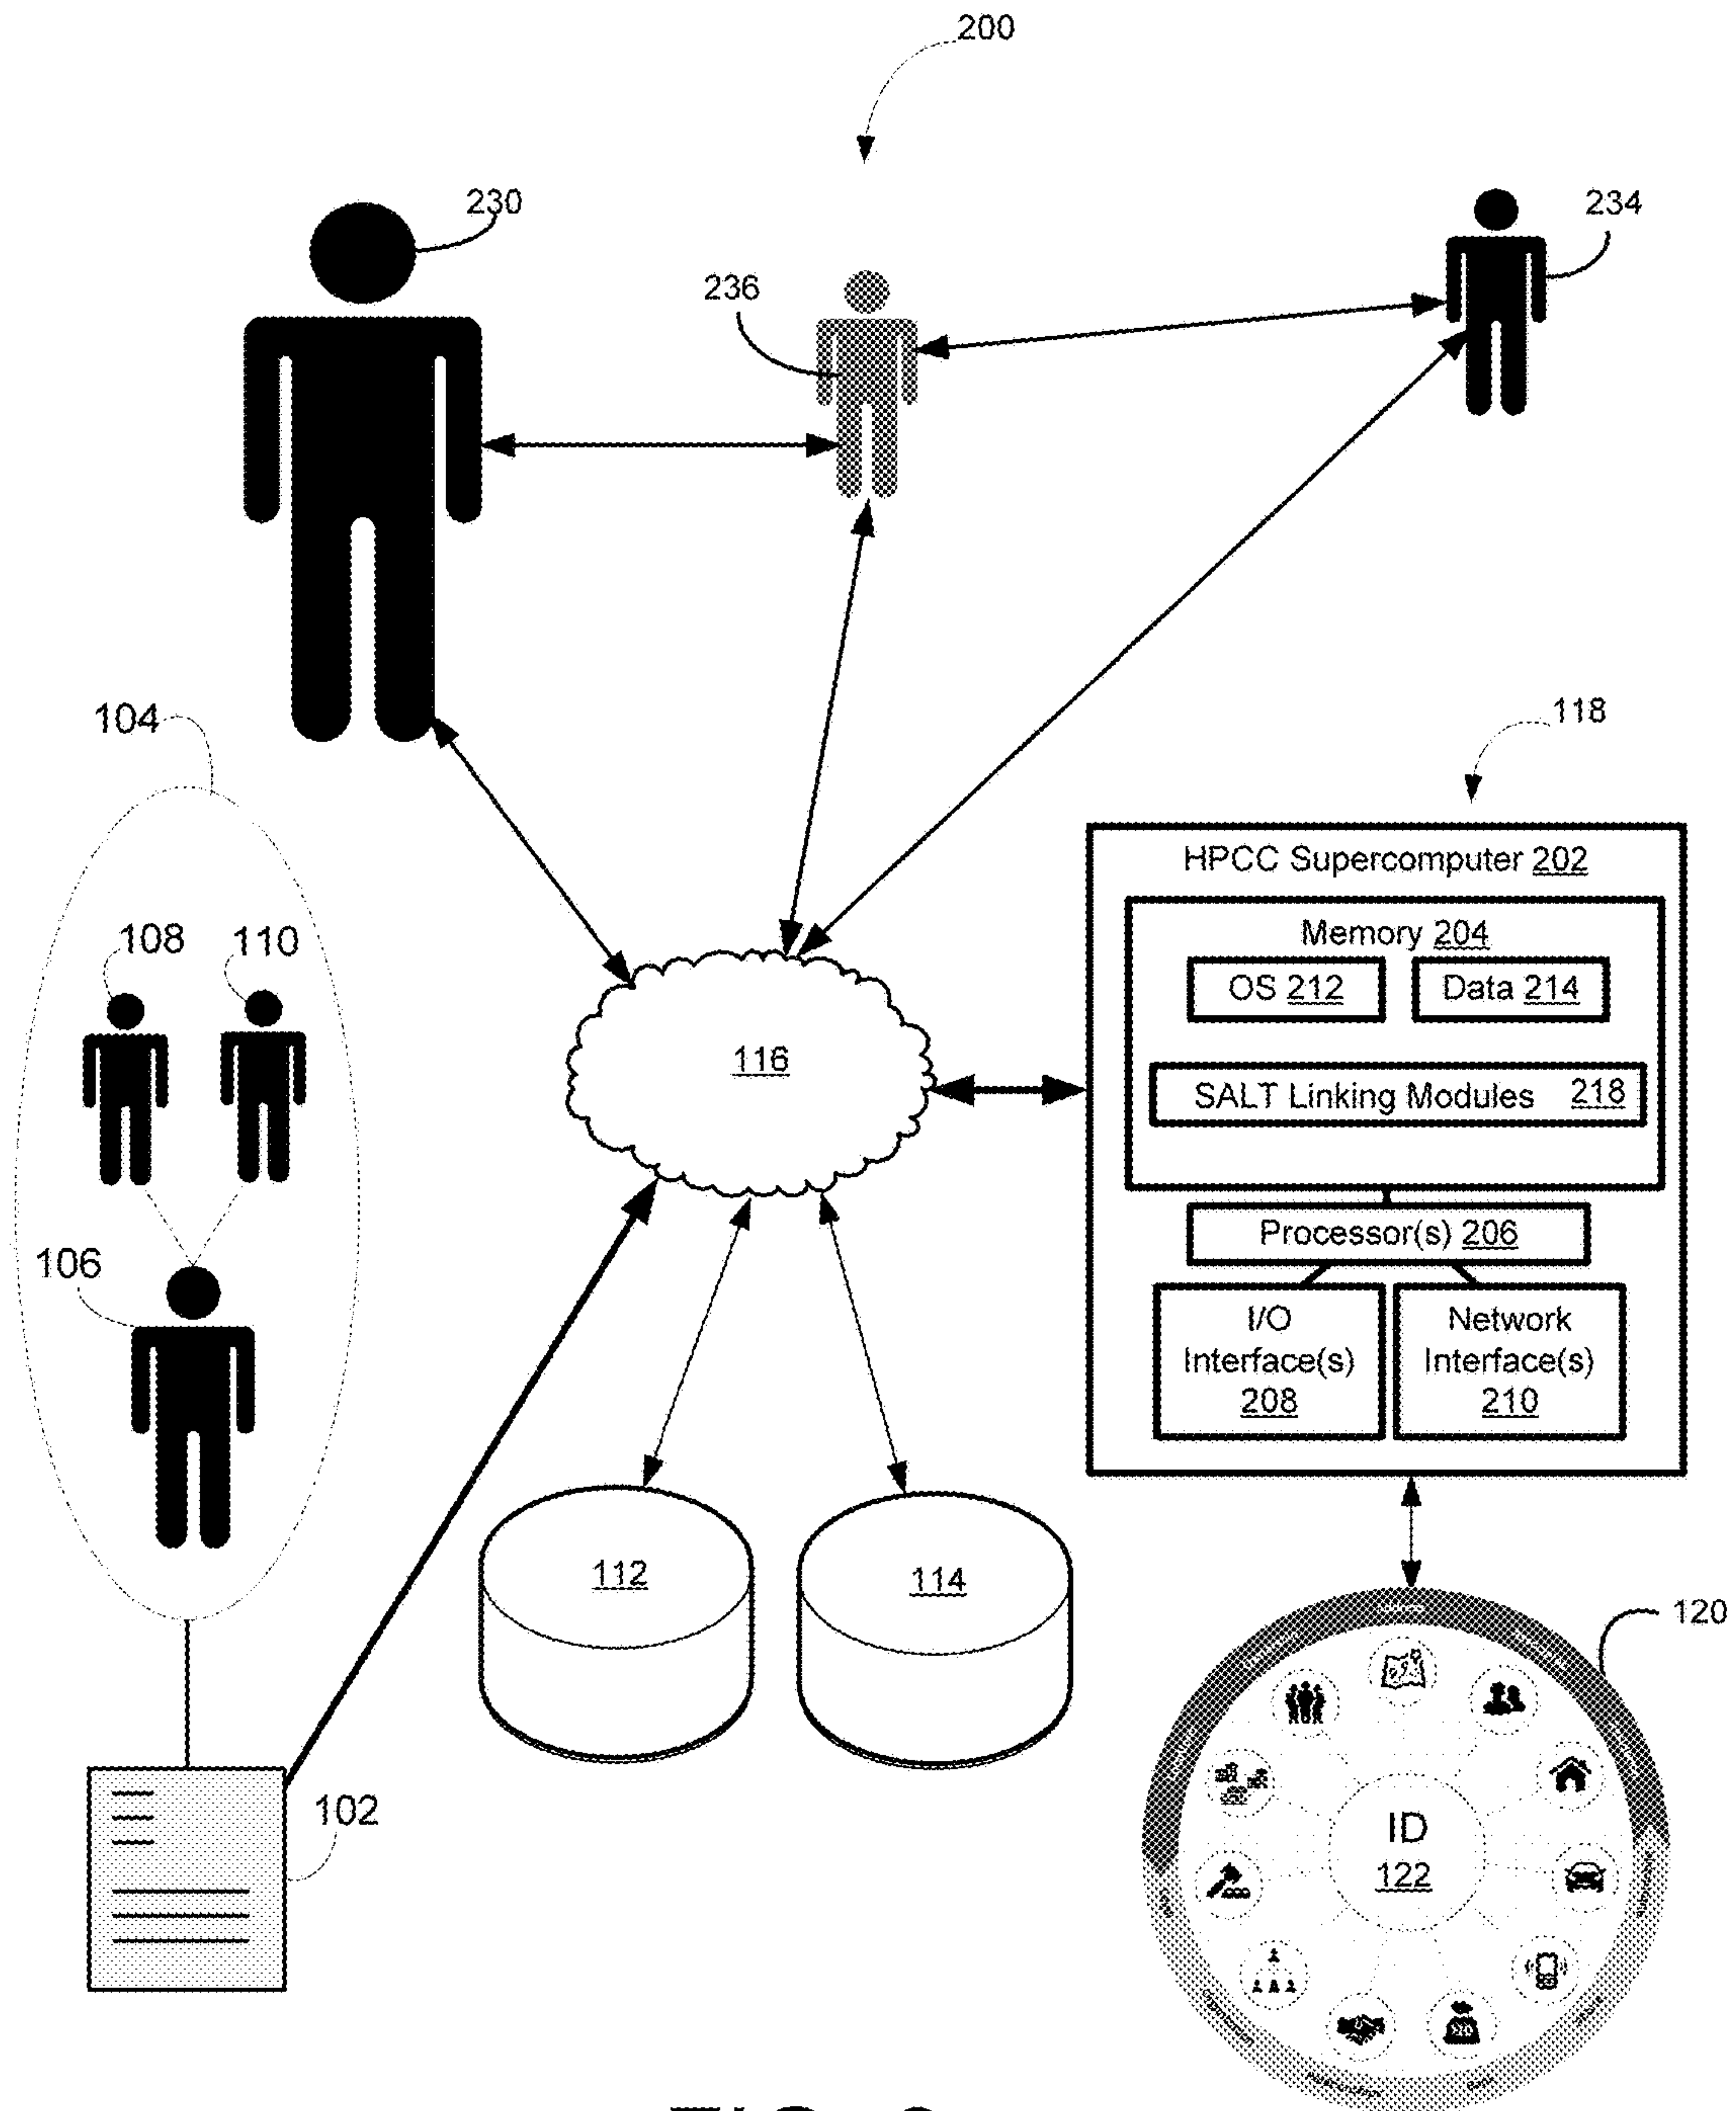 200
230
234
236
104
118
HPCC Supercomputer 202
Memory 204
108
110
OS 212
Data 214
116
SALT Linking Modules 218
Processor(s) 206
106
I/O
Interface(s)
208
Network
Interface(s)
210
112
114
120
102
ID
122